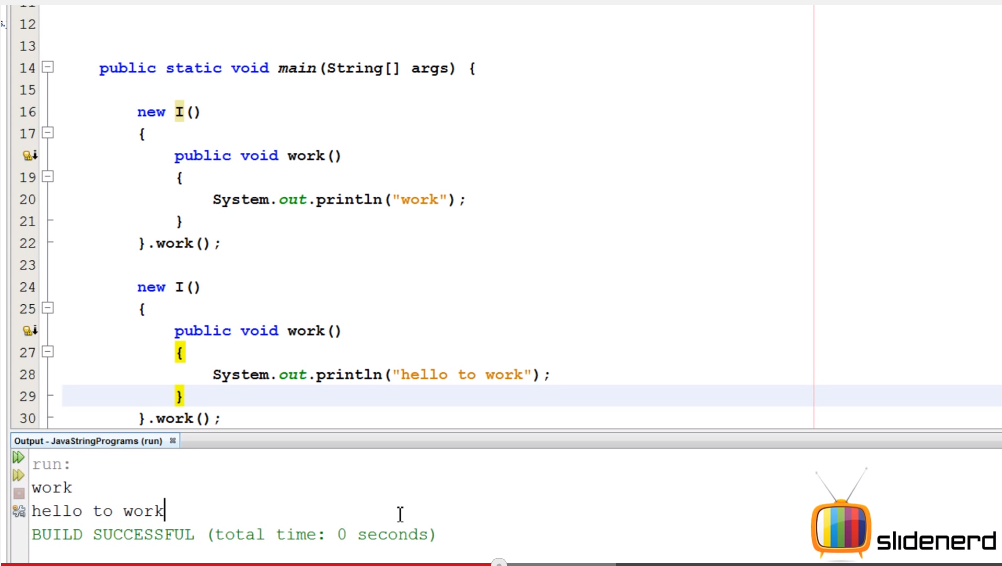 12
13
14 public static void main(String[] args) {
15
16 new I()
17 {
public void work()
19 {
20 System.out.println("work");
21 }
22 }.work();
23
24 new I()
25 {
public void work()
27 {
28 System.out.println("hello to work");
29 }
30 }.work();
Output - JavaStringPrograms (run)
run:
work
hello to work
BUILD SUCCESSFUL (total time: 0 seconds)
slidenerd